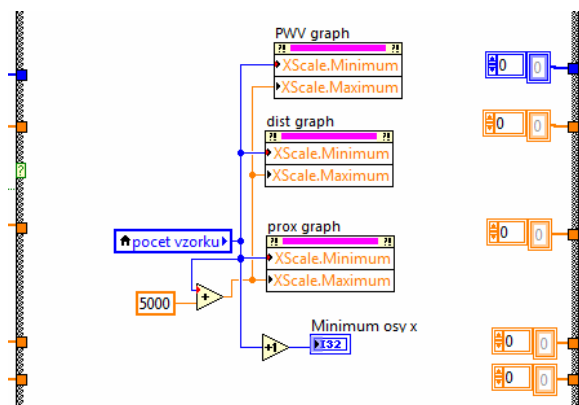 PWV graph
?! ?!
XScale.Minimum
XScale.Maximum
0 0
dist graph
?! ?!
XScale.Minimum
XScale.Maximum
0 0
?
prox graph
?! ?!
XScale.Minimum
XScale.Maximum
0 0
pocet vzorku
5000
+
Minimum osy x
+1
I32
0 0
0 0